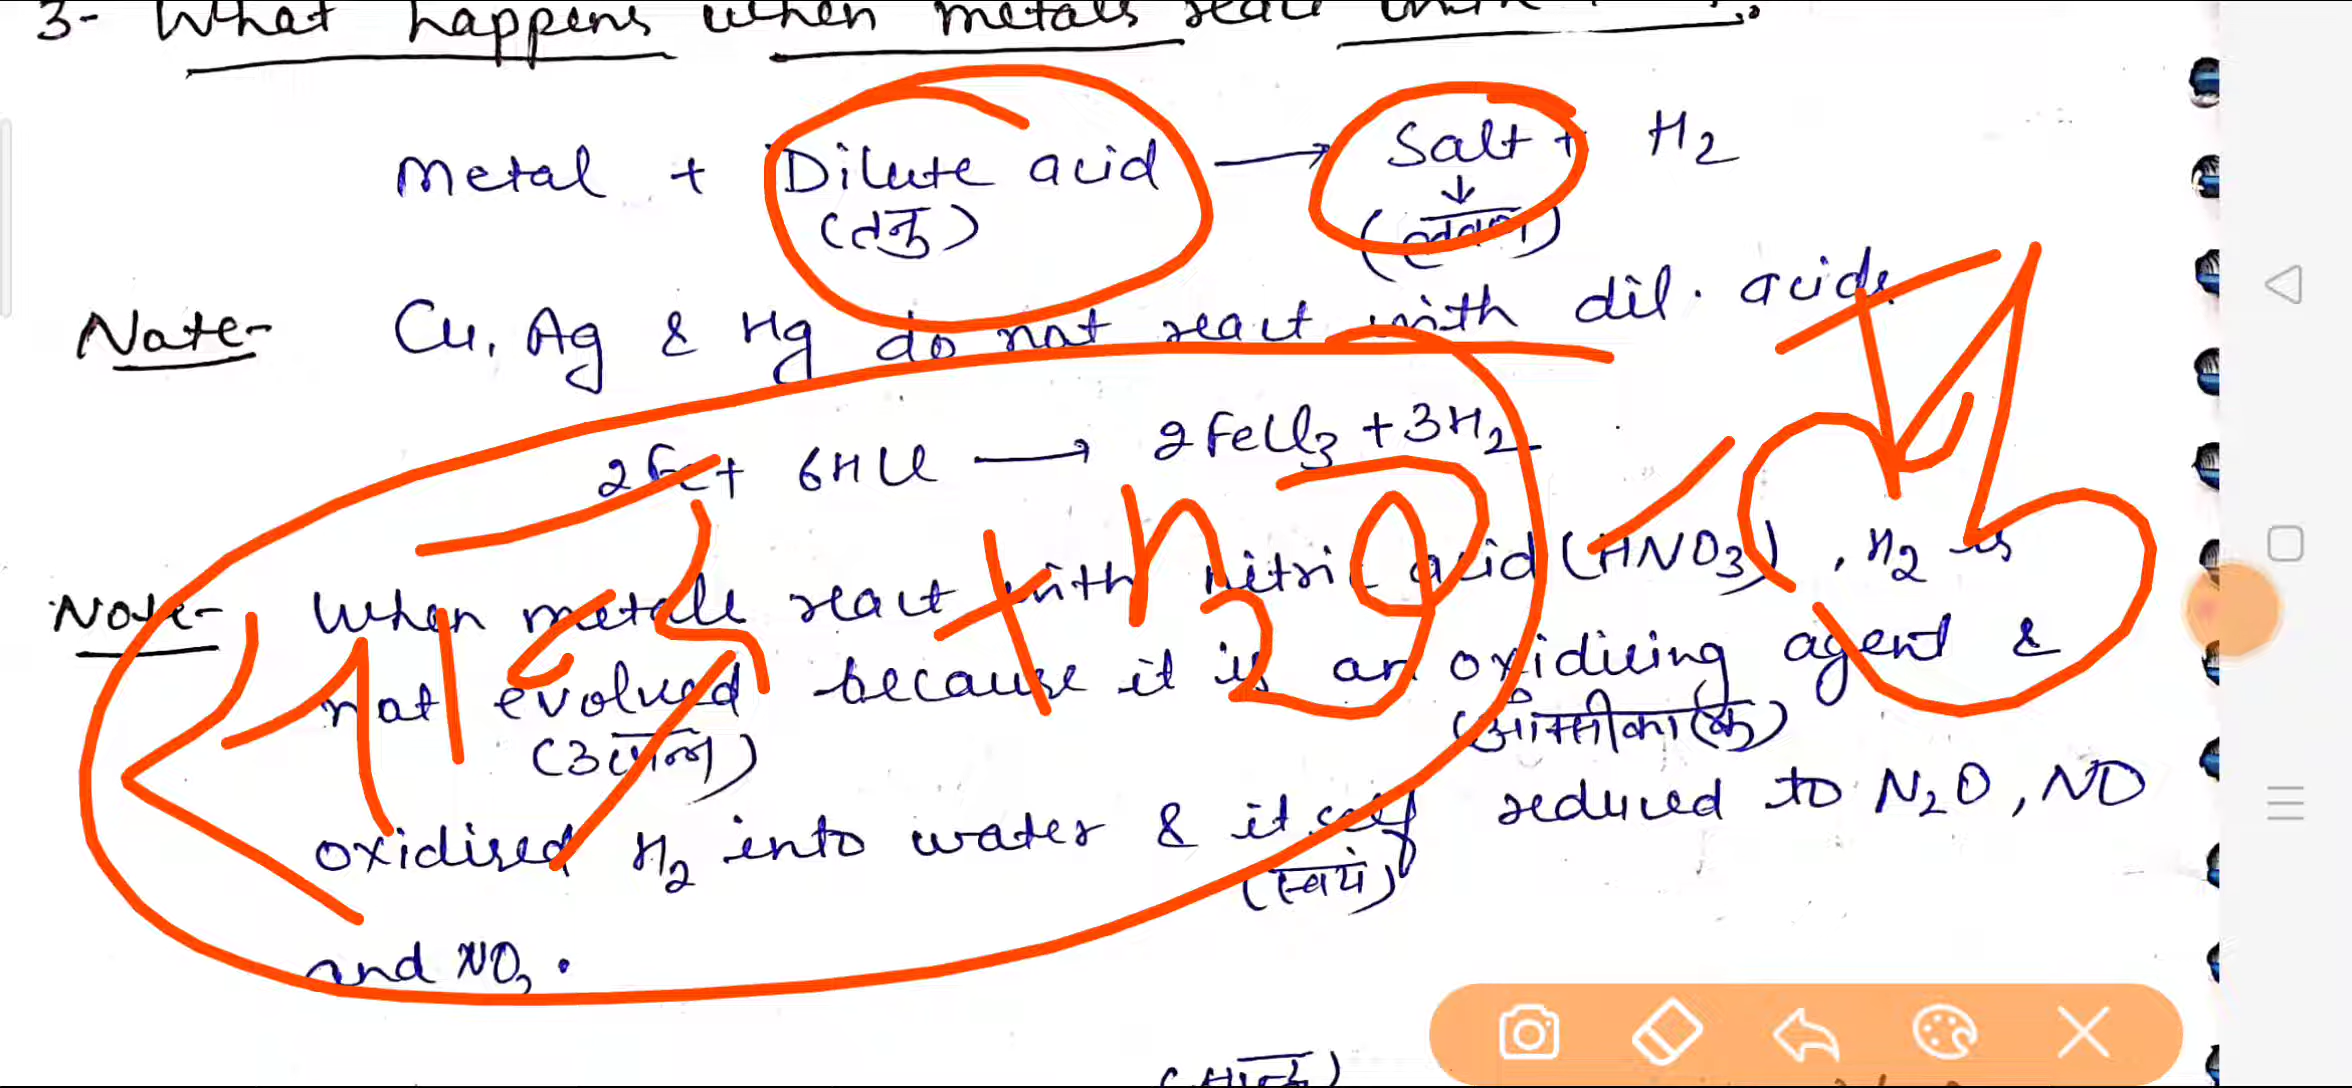 3- What happens when metals react with
Metal + Dilute acid → Salt + H2
(तनु) (लवण)
Note- Cu, Ag & Hg do not react with dil. acids
2Fe + 6HCl → 2FeCl3 + 3H2
Note- When metals react with nitric acid (HNO3), H2 is
not evolved because it is an oxidising agent &
(उत्पन्न) (ऑक्सीकारक)
oxidised H2 into water & itself reduced to N2O, NO
(स्वयं)
and NO2.